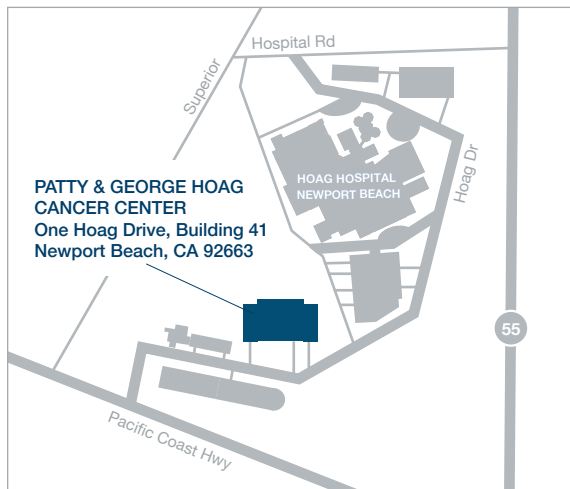 Hospital Rd
Superior
Hoag Dr
HOAG HOSPITAL
NEWPORT BEACH
PATTY & GEORGE HOAG
CANCER CENTER
One Hoag Drive, Building 41
Newport Beach, CA 92663
55
Pacific Coast Hwy